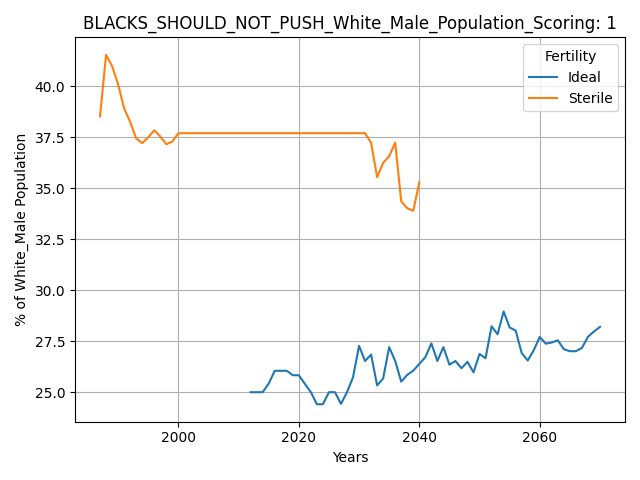 BLACKS_SHOULD_NOT_PUSH_White_Male_Population_Scoring: 1
Fertility
Ideal
Sterile
% of White_Male Population
40.0
37.5
35.0
32.5
30.0
27.5
25.0
2000
2020
2040
2060
Years